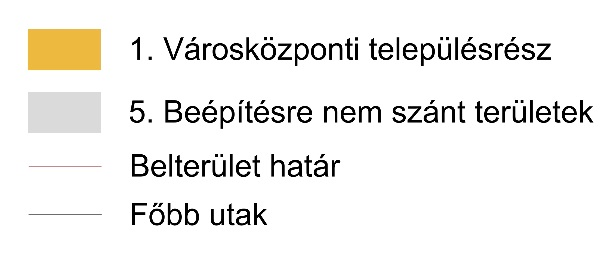 1. Városközponti településrész
5. Beépítésre nem szánt területek
Belterület határ
Főbb utak